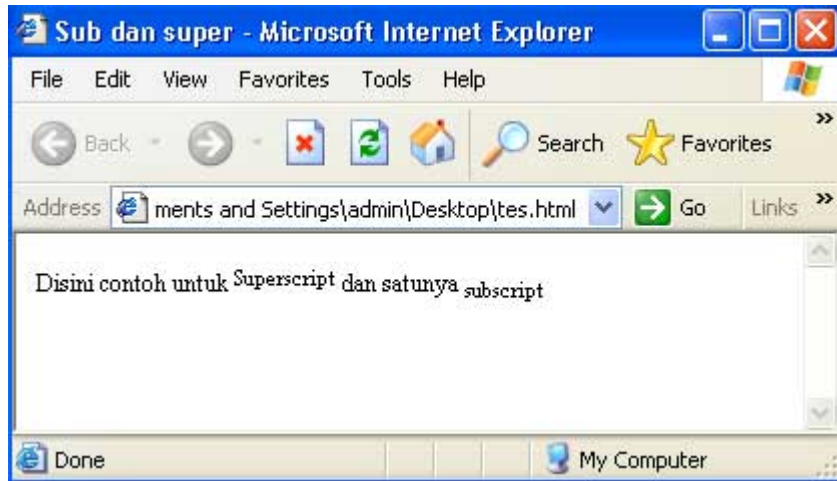 Sub dan super - Microsoft Internet Explorer
File Edit View Favorites Tools Help
Back Search Favorites »
Address ments and Settings\admin\Desktop\tes.html Go Links »
Disini contoh untuk Superscript dan satunya subscript
Done My Computer